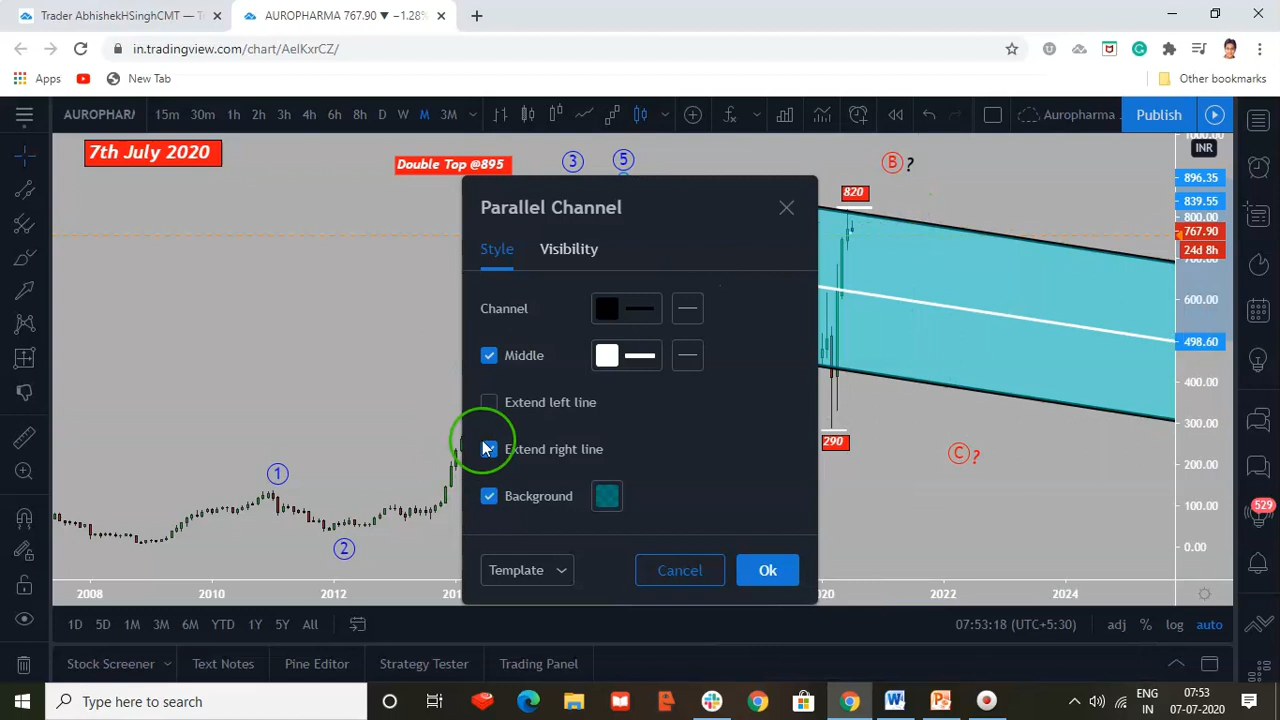 Trader AbhishekHSinghCMT — Tr
AUROPHARMA 767.90 ▼ −1.28%
in.tradingview.com/chart/AelKxrCZ/
Apps
New Tab
Other bookmarks
AUROPHARM
15m 30m 1h 2h 3h 4h 6h 8h D W M 3M
Auropharma
Publish
7th July 2020
Double Top @895
3
5
B ?
820
INR
1000.00
896.35
839.55
800.00
767.90
24d 8h
700.00
600.00
498.60
400.00
300.00
200.00
100.00
0.00
Parallel Channel
Style
Visibility
Channel
Middle
Extend left line
Extend right line
Background
Template
Cancel
Ok
290
C ?
1
2
2008 2010 2012 2022 2024
1D 5D 1M 3M 6M YTD 1Y 5Y All
07:53:18 (UTC+5:30)
adj % log auto
529
Stock Screener
Text Notes
Pine Editor
Strategy Tester
Trading Panel
Type here to search
ENG
IN
07:53
07-07-2020